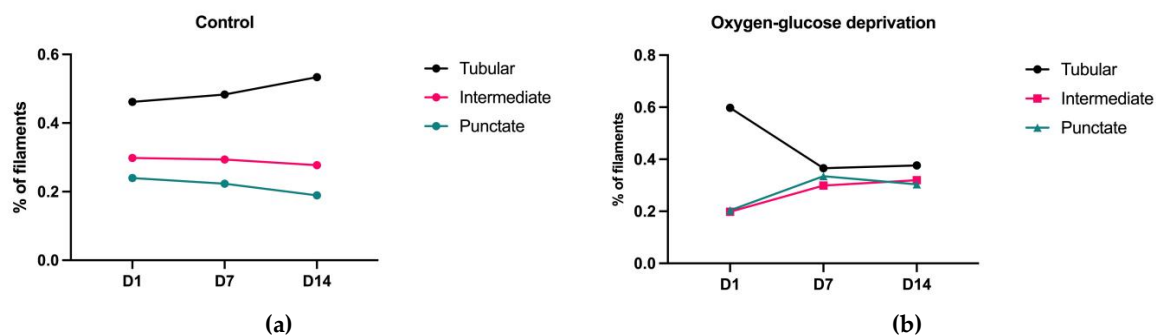 Control
0.6
0.4
0.2
0.0
% of filaments
D1
D7
D14
Tubular
Intermediate
Punctate
(a)
Oxygen-glucose deprivation
0.8
0.6
0.4
0.2
0.0
% of filaments
D1
D7
D14
Tubular
Intermediate
Punctate
(b)